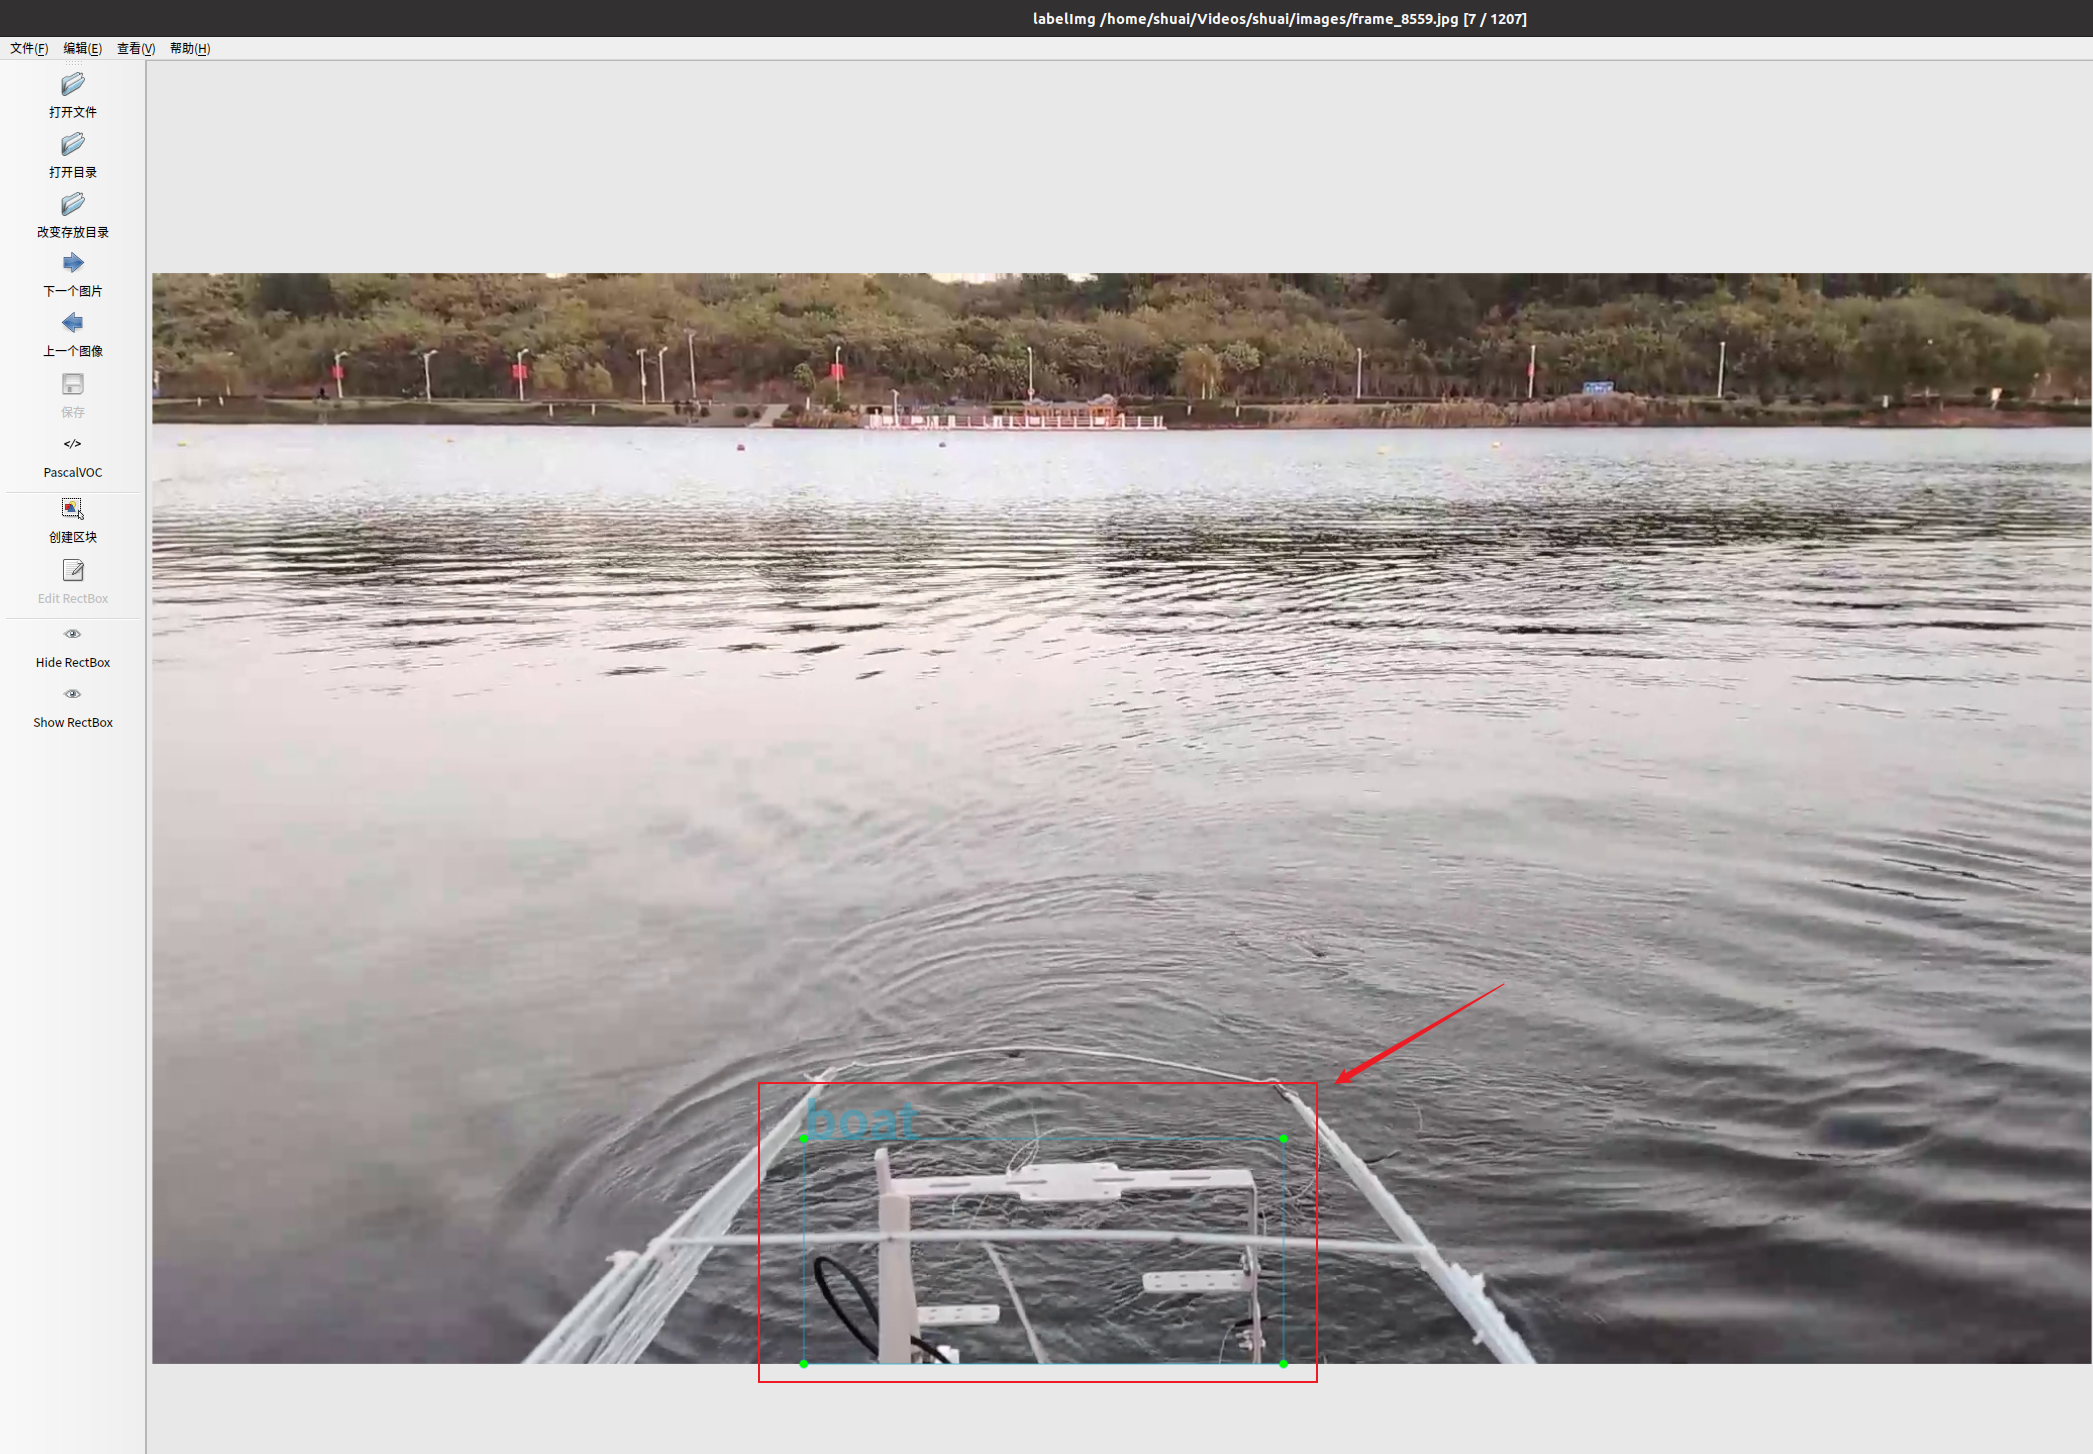 labelImg /home/shuai/Videos/shuai/images/frame_8559.jpg [7 / 1207]
文件(F) 编辑(E) 查看(V) 帮助(H)
打开文件
打开目录
改变存放目录
下一个图片
上一个图像
保存
</>
PascalVOC
创建区块
Edit RectBox
Hide RectBox
Show RectBox
boat